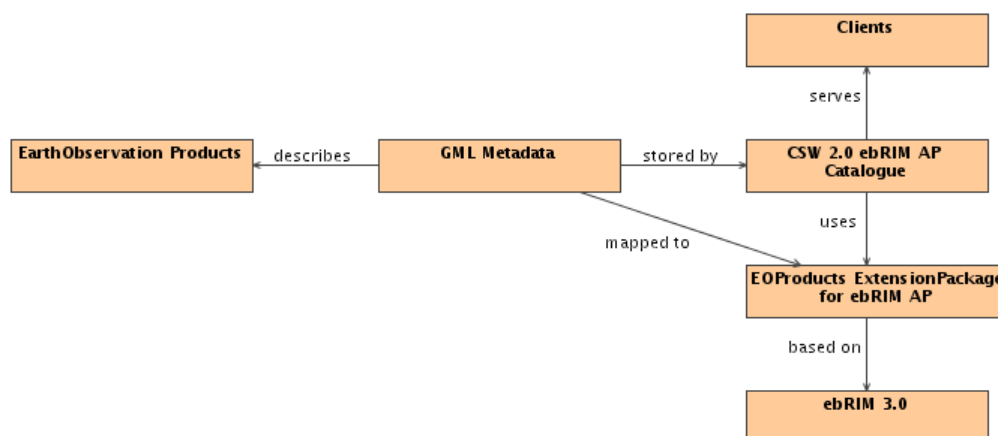 Clients
serves
EarthObservation Products
describes
GML Metadata
stored by
CSW 2.0 ebRIM AP
Catalogue
uses
mapped to
EOProducts ExtensionPackage
for ebRIM AP
based on
ebRIM 3.0